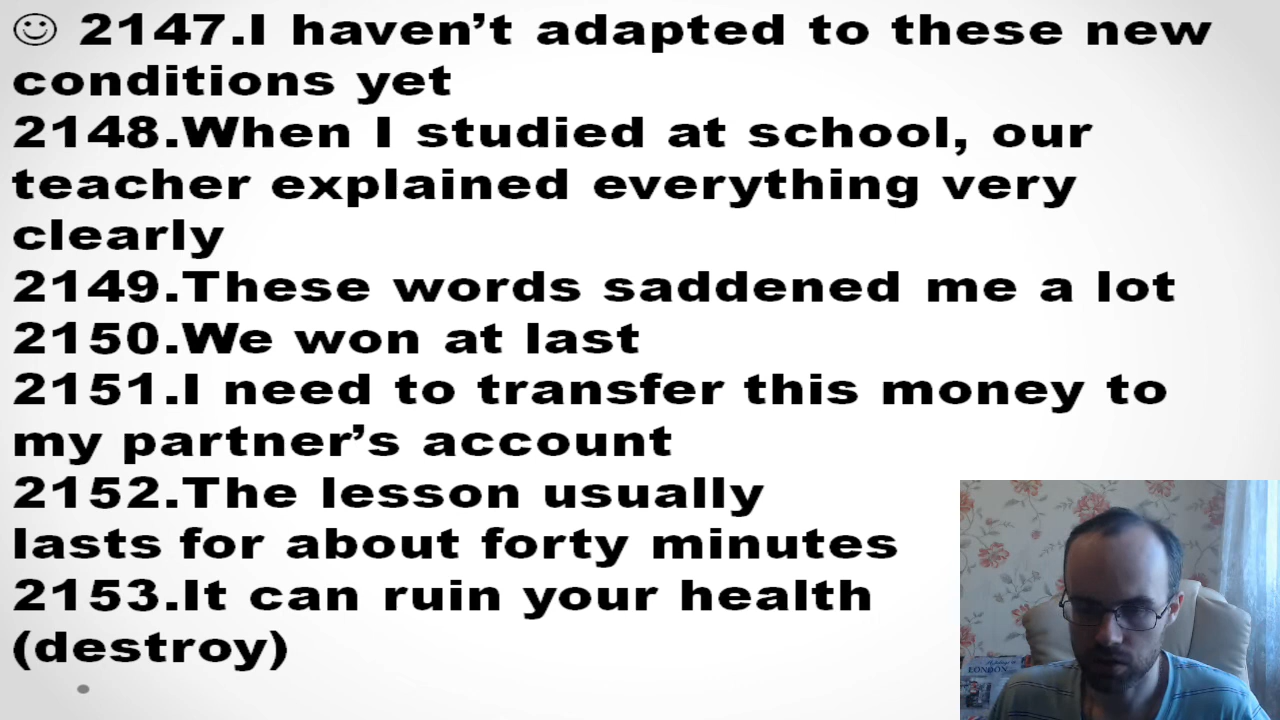 ☺ 2147.I haven’t adapted to these new
conditions yet
2148.When I studied at school, our
teacher explained everything very
clearly
2149.These words saddened me a lot
2150.We won at last
2151.I need to transfer this money to
my partner’s account
2152.The lesson usually
lasts for about forty minutes
2153.It can ruin your health
(destroy)
LONDON